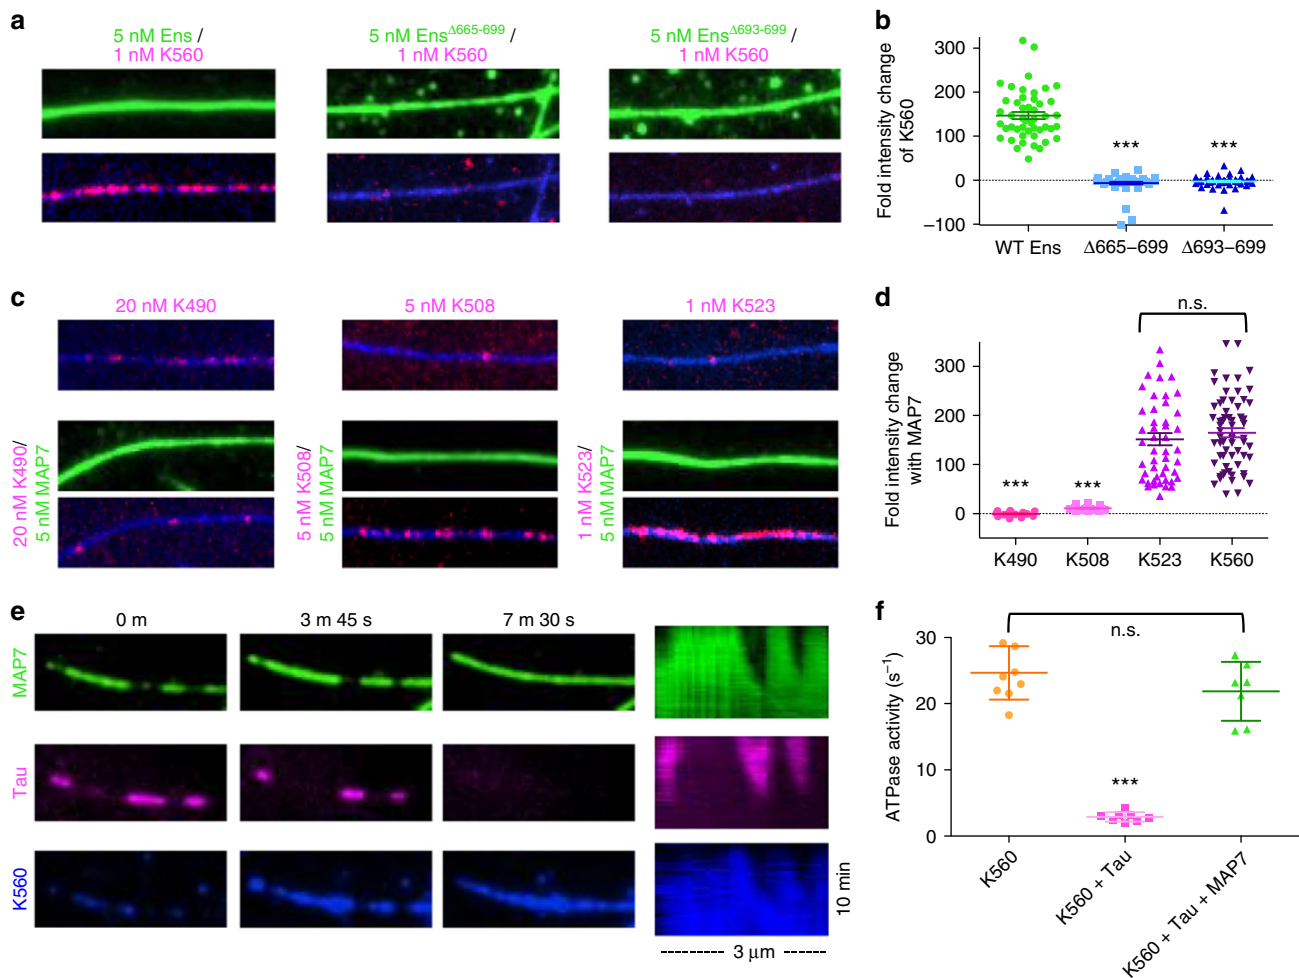 a
5 nM Ens /
1 nM K560
5 nM EnsΔ665-699 /
1 nM K560
5 nM EnsΔ693-699 /
1 nM K560
b
Fold intensity change
of K560
300
200
100
0
−100
***
***
WT Ens
Δ665–699
Δ693–699
c
20 nM K490
5 nM K508
1 nM K523
20 nM K490/
5 nM MAP7
5 nM K508/
5 nM MAP7
1 nM K523/
5 nM MAP7
d
n.s.
Fold intensity change
with MAP7
300
200
100
0
***
***
K490
K508
K523
K560
e
0 m
3 m 45 s
7 m 30 s
MAP7
Tau
K560
10 min
3 μm
f
n.s.
ATPase activity (s⁻¹)
30
20
10
0
***
K560
K560 + Tau
K560 + Tau + MAP7